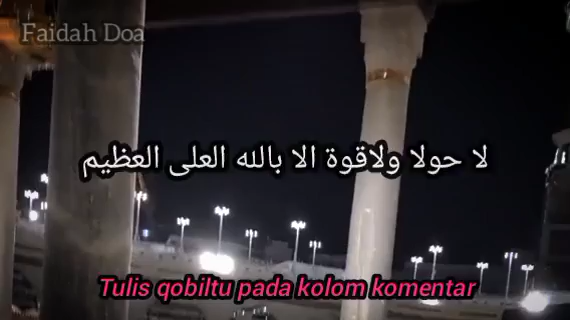 Faidah Doa
لا حولا ولاقوة الا بالله العلى العظيم
Tulis qobiltu pada kolom komentar